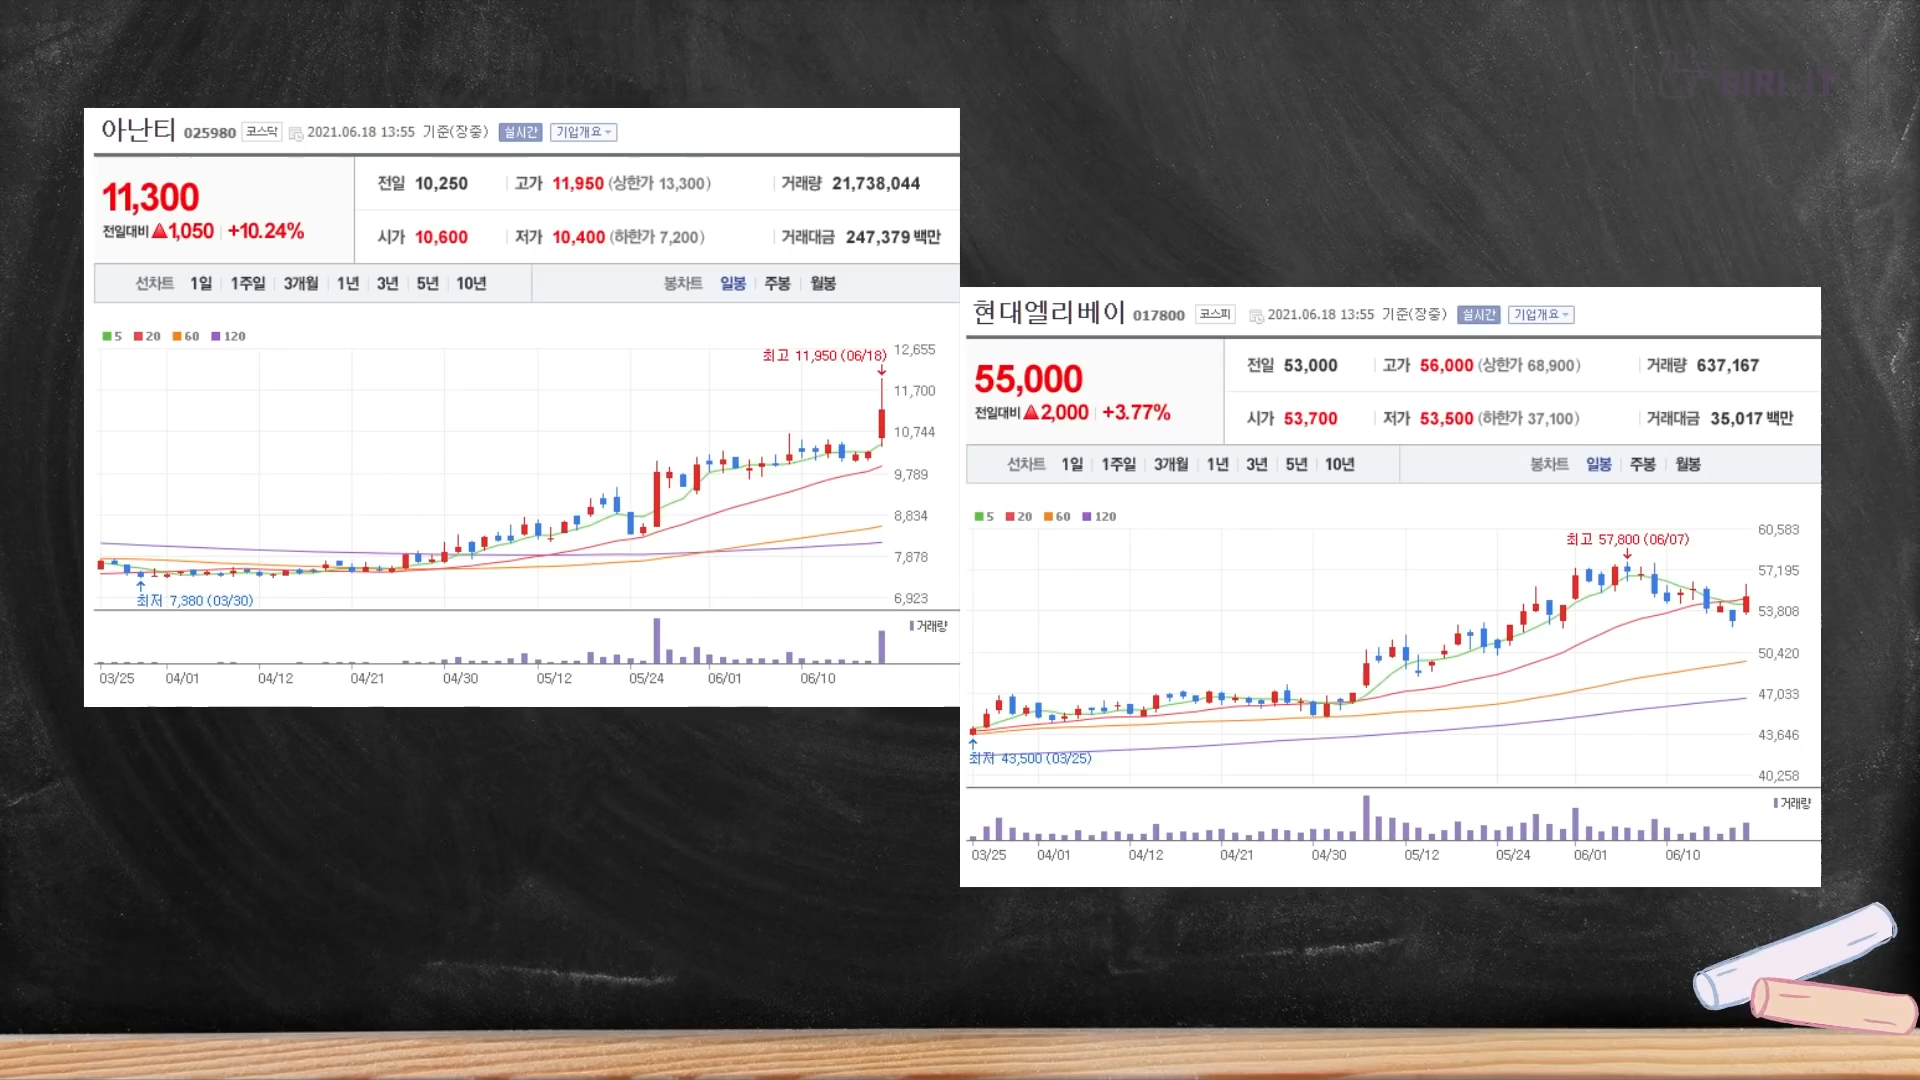 아난티 025980 코스닥 2021.06.18 13:55 기준(장중) 실시간 기업개요
11,300
전일대비 ▲1,050 +10.24%
전일 10,250 고가 11,950 (상한가 13,300) 거래량 21,738,044
시가 10,600 저가 10,400 (하한가 7,200) 거래대금 247,379 백만
선차트 1일 1주일 3개월 1년 3년 5년 10년 봉차트 일봉 주봉 월봉
5 20 60 120
최고 11,950 (06/18)
12,655
11,700
10,744
9,789
8,834
7,878
6,923
최저 7,380 (03/30)
거래량
03/25 04/01 04/12 04/21 04/30 05/12 05/24 06/01 06/10
현대엘리베이 017800 코스피 2021.06.18 13:55 기준(장중) 실시간 기업개요
55,000
전일대비 ▲2,000 +3.77%
전일 53,000 고가 56,000 (상한가 68,900) 거래량 637,167
시가 53,700 저가 53,500 (하한가 37,100) 거래대금 35,017 백만
선차트 1일 1주일 3개월 1년 3년 5년 10년 봉차트 일봉 주봉 월봉
5 20 60 120
최고 57,800 (06/07)
60,583
57,195
53,808
50,420
47,033
43,646
40,258
최저 43,500 (03/25)
거래량
03/25 04/01 04/12 04/21 04/30 05/12 05/24 06/01 06/10